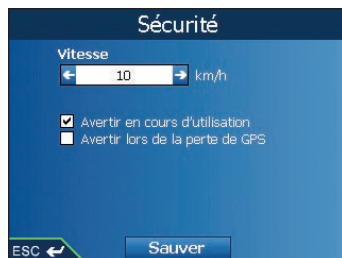 Sécurité
Vitesse
10 km/h
Avertir en cours d'utilisation
Avertir lors de la perte de GPS
ESC Sauver